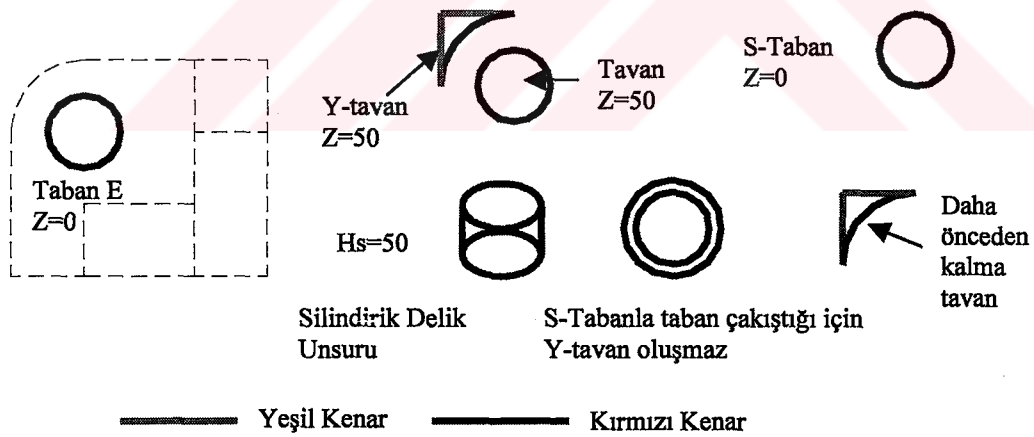 Taban E
Z=0
Y-tavan
Z=50
Tavan
Z=50
S-Taban
Z=0
Hs=50
Daha
önceden
kalma
tavan
Silindirik Delik
Unsuru
S-Tabanla taban çakıştığı için
Y-tavan oluşmaz
Yeşil Kenar
Kırmızı Kenar